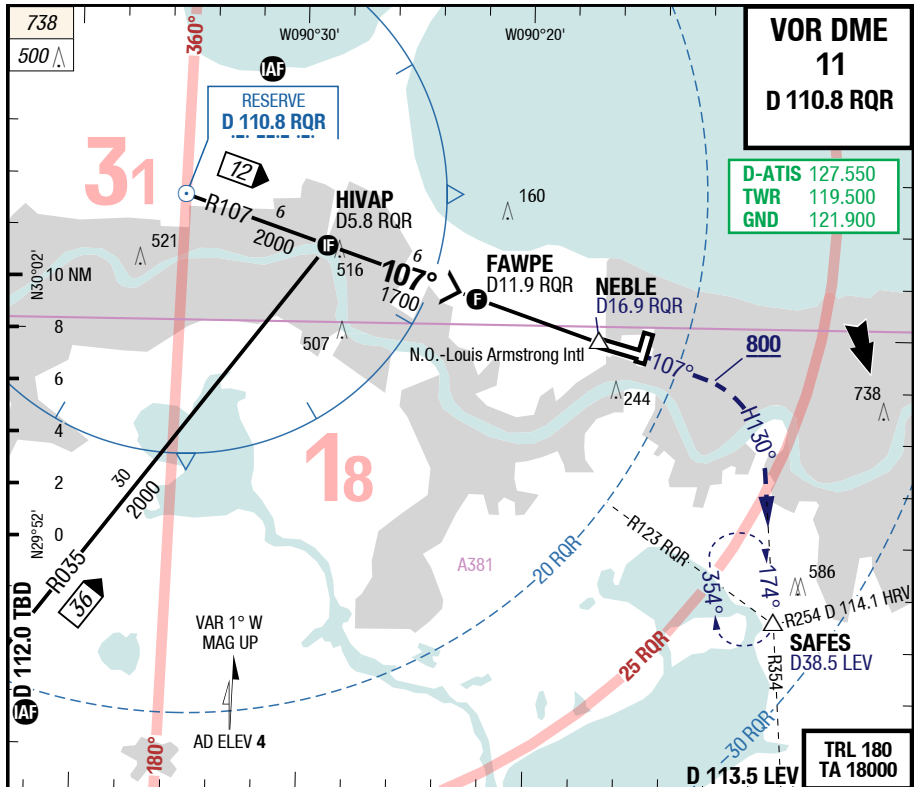 738
500
W090°30'
W090°20'
VOR DME
11
D 110.8 RQR
360°
IAF
RESERVE
D 110.8 RQR
D-ATIS 127.550
TWR 119.500
GND 121.900
31
12
R107
6
2000
HIVAP
D5.8 RQR
IF
160
521
516
6
107°
1700
FAWPE
D11.9 RQR
F
NEBLE
D16.9 RQR
N30°02'
10 NM
8
6
4
2
0
N29°52'
507
N.O.-Louis Armstrong Intl
107°
800
244
738
H130°
18
30
2000
R035
36
D 112.0 TBD
IAF
A381
20 RQR
R123 RQR
354°
174°
586
R254 D 114.1 HRV
SAFES
D38.5 LEV
R354
25 RQR
30 RQR
VAR 1° W
MAG UP
AD ELEV 4
180°
D 113.5 LEV
TRL 180
TA 18000